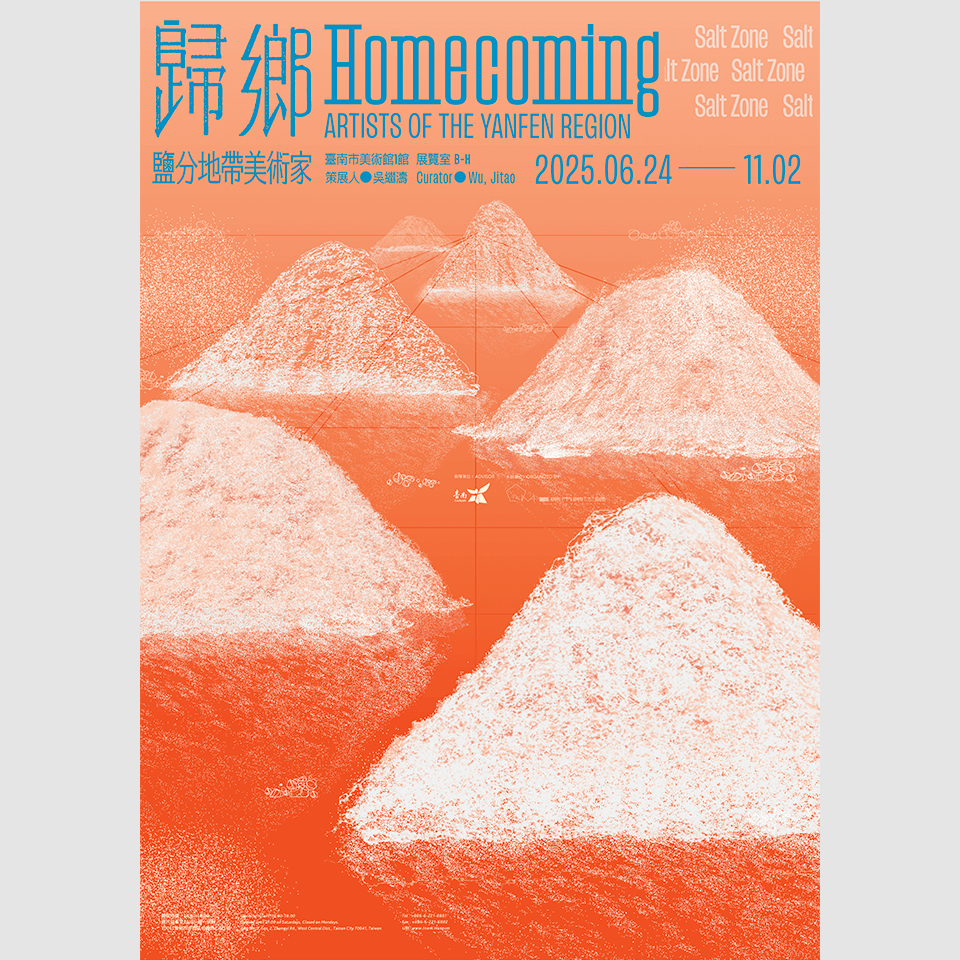 歸鄉 Homecoming
ARTISTS OF THE YANFEN REGION
Salt Zone Salt
lt Zone Salt Zone
Salt Zone Salt
鹽分地帶美術家
臺南市美術館1館 展覽室 B-H
策展人●吳繼濤 Curator●Wu, Jitao
2025.06.24 — 11.02
臺南